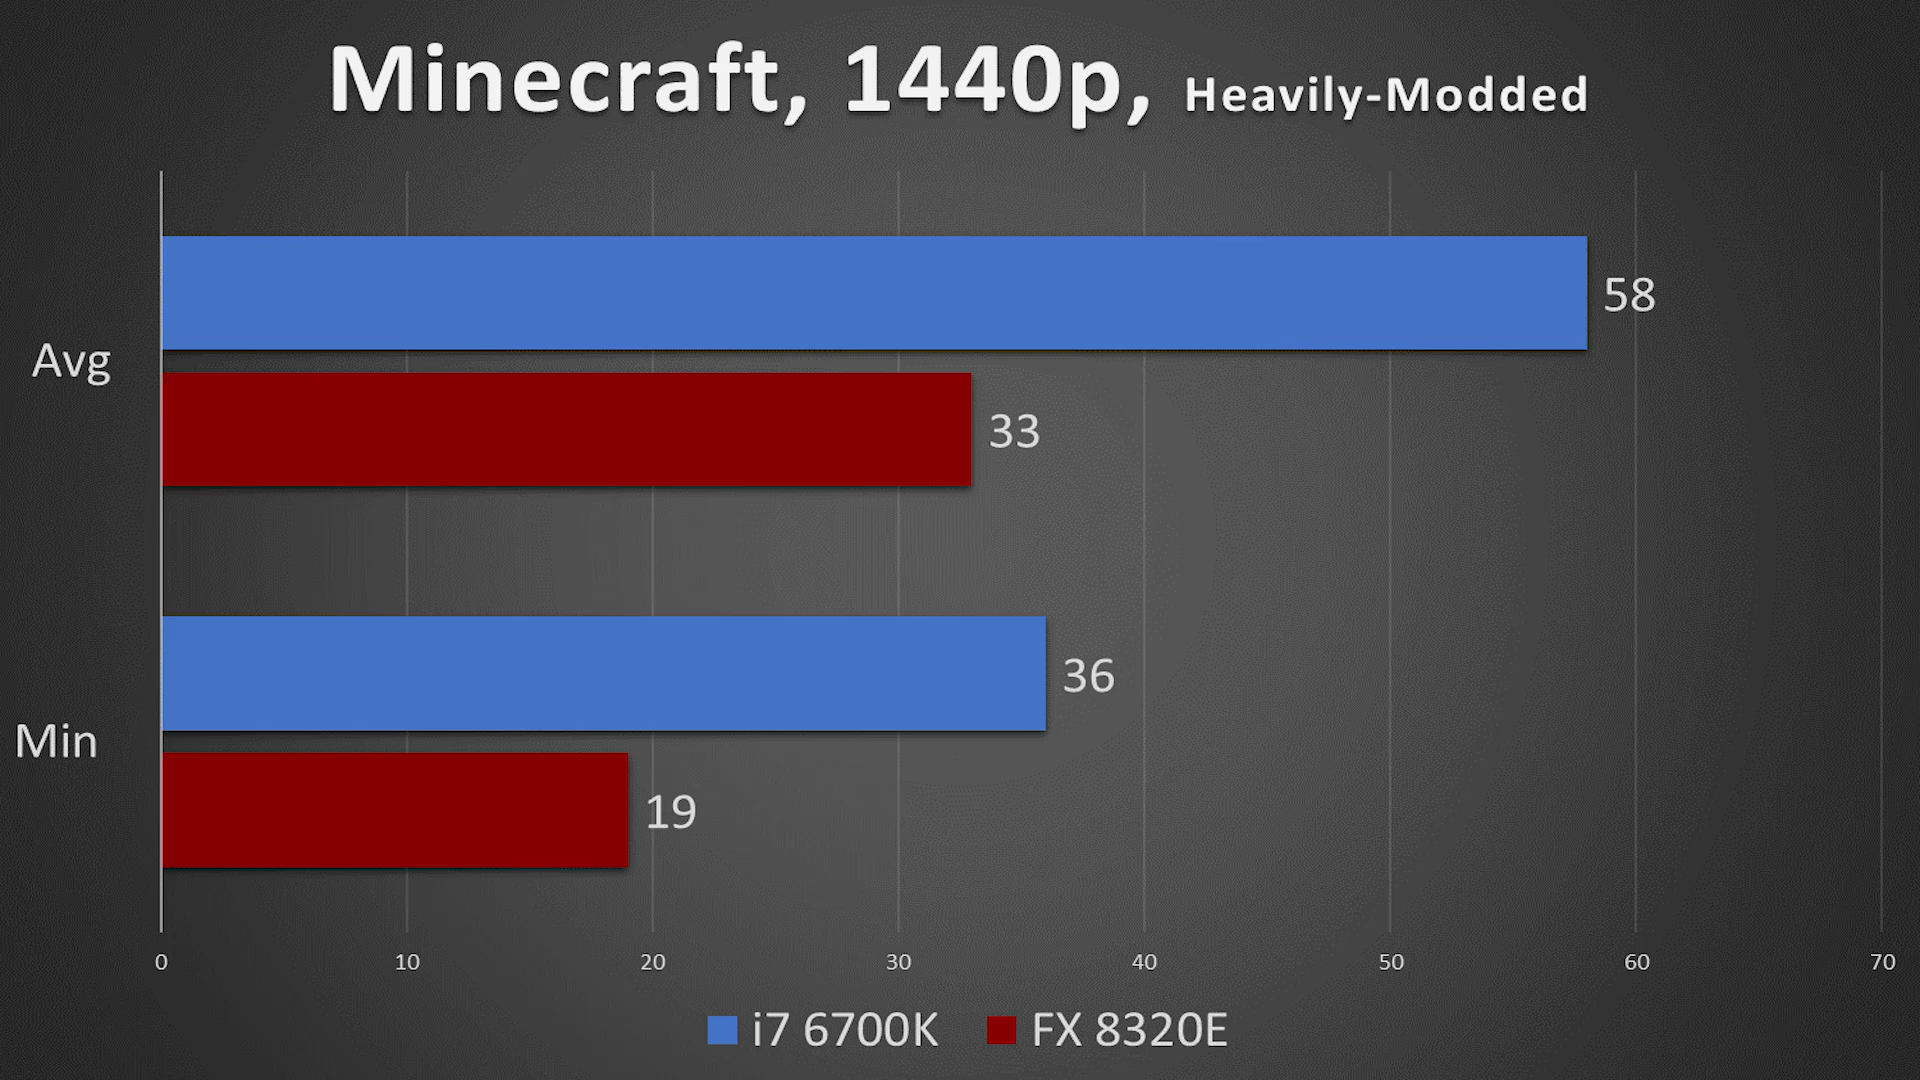 Minecraft, 1440p, Heavily-Modded
58
Avg
33
36
Min
19
0 10 20 30 40 50 60 70
i7 6700K FX 8320E